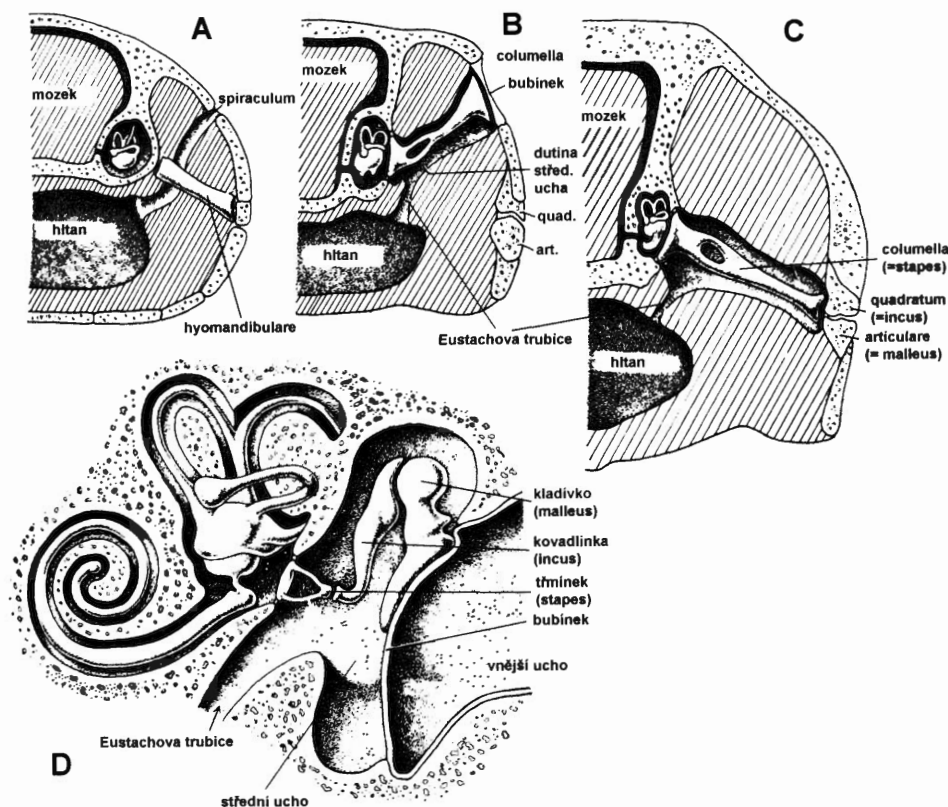 A
mozek
spiraculum
hltan
hyomandibulare
B
columella
bubínek
dutina
střed.
ucha
quad.
art.
hltan
Eustachova trubice
C
mozek
columella
(=stapes)
quadratum
(=incus)
articulare
(= malleus)
hltan
kladívko
(malleus)
kovadlinka
(incus)
třmínek
(stapes)
bubínek
vnější ucho
Eustachova trubice
D
střední ucho